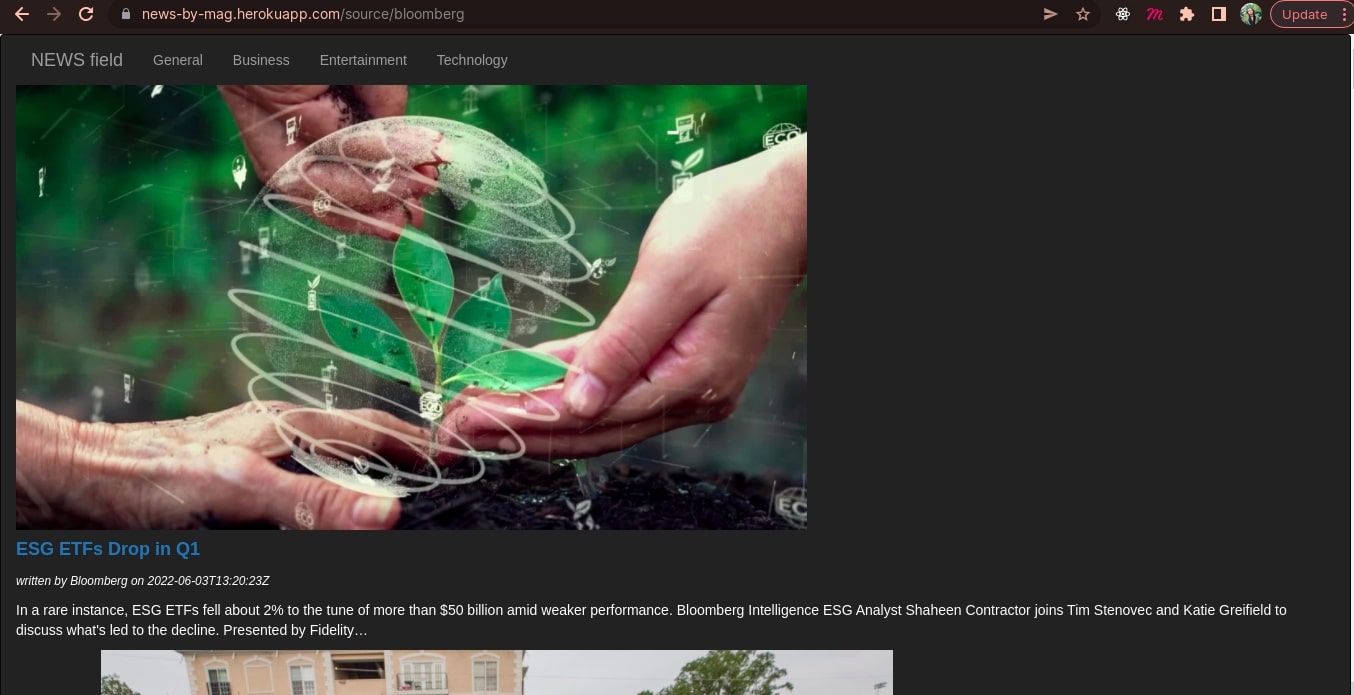 news-by-mag.herokuapp.com/source/bloomberg
Update
NEWS field General Business Entertainment Technology
ECO
ECO
ESG ETFs Drop in Q1
written by Bloomberg on 2022-06-03T13:20:23Z
In a rare instance, ESG ETFs fell about 2% to the tune of more than $50 billion amid weaker performance. Bloomberg Intelligence ESG Analyst Shaheen Contractor joins Tim Stenovec and Katie Greifield to
discuss what's led to the decline. Presented by Fidelity…